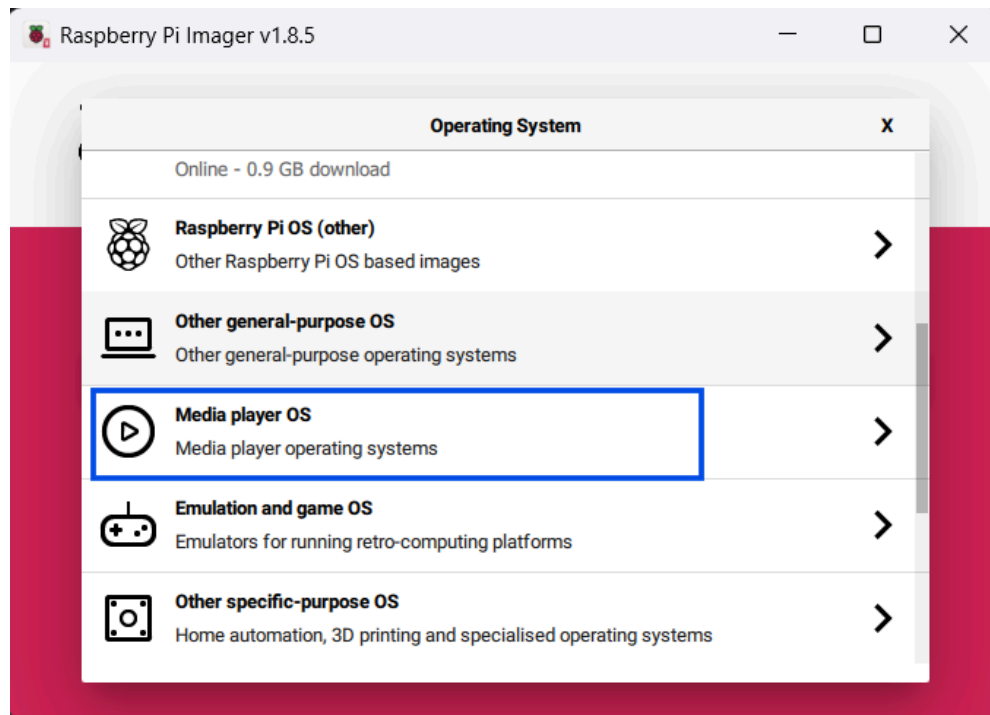 Raspberry Pi Imager v1.8.5
Operating System
X
Online - 0.9 GB download
Raspberry Pi OS (other)
Other Raspberry Pi OS based images
Other general-purpose OS
Other general-purpose operating systems
Media player OS
Media player operating systems
Emulation and game OS
Emulators for running retro-computing platforms
Other specific-purpose OS
Home automation, 3D printing and specialised operating systems